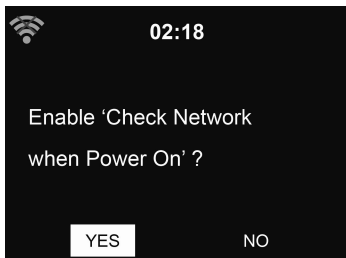 02:18
Enable ‘Check Network
when Power On’ ?
YES NO